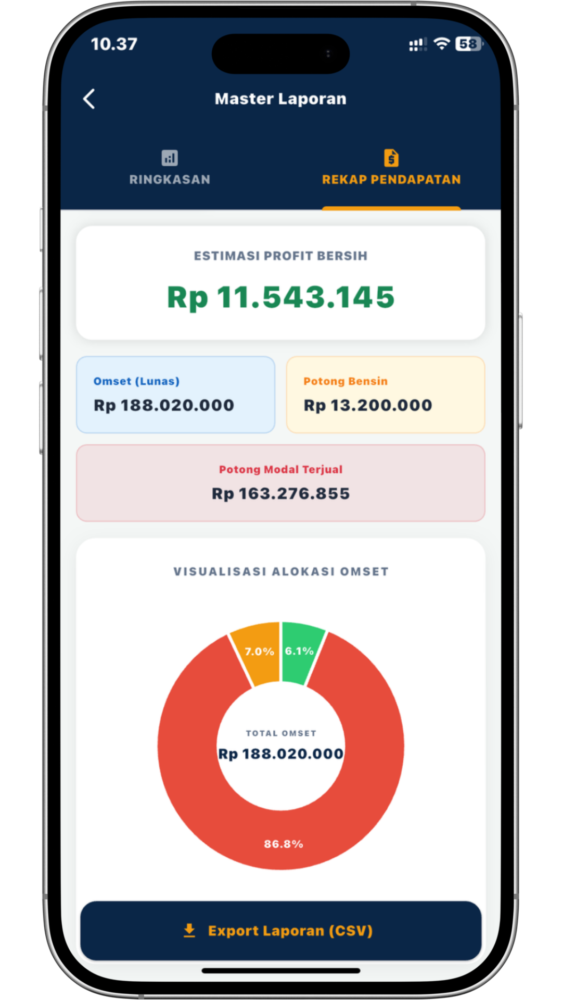 10.37
58
Master Laporan
RINGKASAN
REKAP PENDAPATAN
ESTIMASI PROFIT BERSIH
Rp 11.543.145
Omset (Lunas)
Rp 188.020.000
Potong Bensin
Rp 13.200.000
Potong Modal Terjual
Rp 163.276.855
VISUALISASI ALOKASI OMSET
7.0%
6.1%
TOTAL OMSET
Rp 188.020.000
86.8%
Export Laporan (CSV)